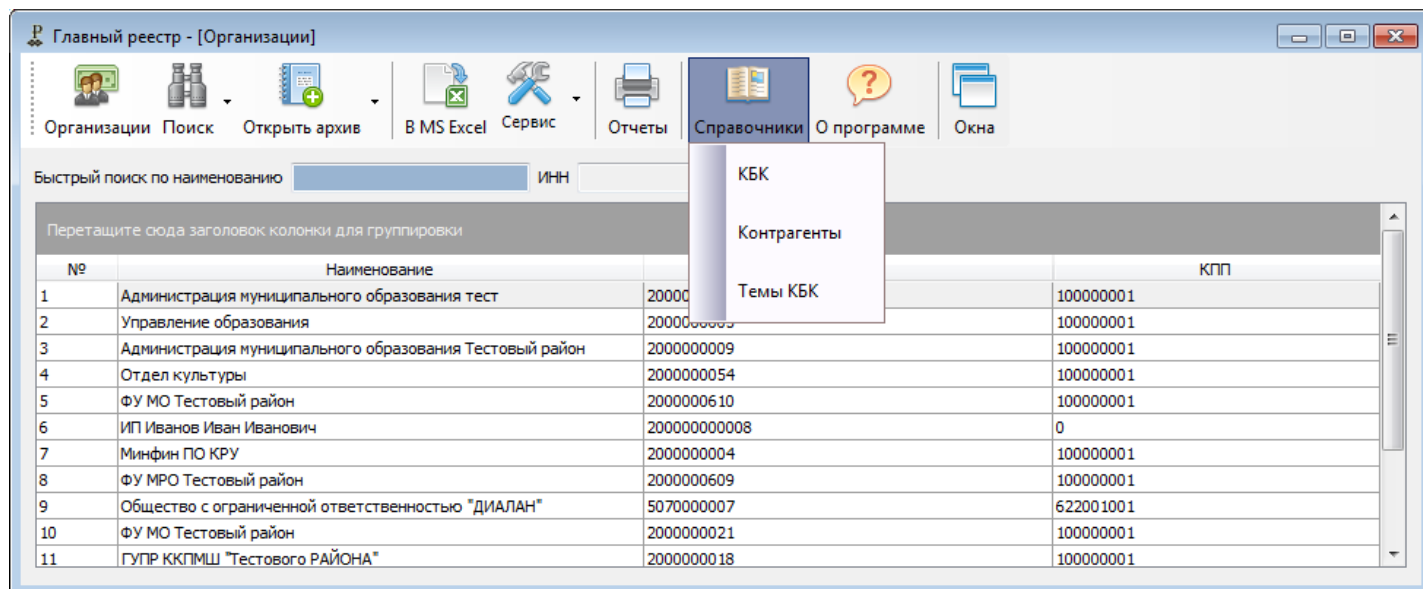 Главный реестр - [Организации]
Организации Поиск Открыть архив В MS Excel Сервис Отчеты Справочники О программе Окна
Быстрый поиск по наименованию ИНН
КБК
Контрагенты
Темы КБК
Перетащите сюда заголовок колонки для группировки
№ Наименование КПП
1 Администрация муниципального образования тест 100000001
2 Управление образования 100000001
3 Администрация муниципального образования Тестовый район 2000000009 100000001
4 Отдел культуры 2000000054 100000001
5 ФУ МО Тестовый район 2000000610 100000001
6 ИП Иванов Иван Иванович 200000000008 0
7 Минфин ПО КРУ 2000000004 100000001
8 ФУ МРО Тестовый район 2000000609 100000001
9 Общество с ограниченной ответственностью "ДИАЛАН" 5070000007 622001001
10 ФУ МО Тестовый район 2000000021 100000001
11 ГУПР ККПМШ "Тестового РАЙОНА" 2000000018 100000001